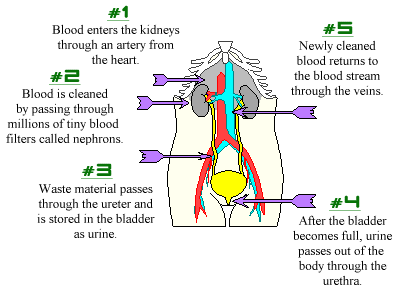 #1
Blood enters the kidneys
through an artery from
the heart.
#2
Blood is cleaned
by passing through
millions of tiny blood
filters called nephrons.
#3
Waste material passes
through the ureter and
is stored in the bladder
as urine.
#5
Newly cleaned
blood returns to
the blood stream
through the veins.
#4
After the bladder
becomes full, urine
passes out of the
body through the
urethra.